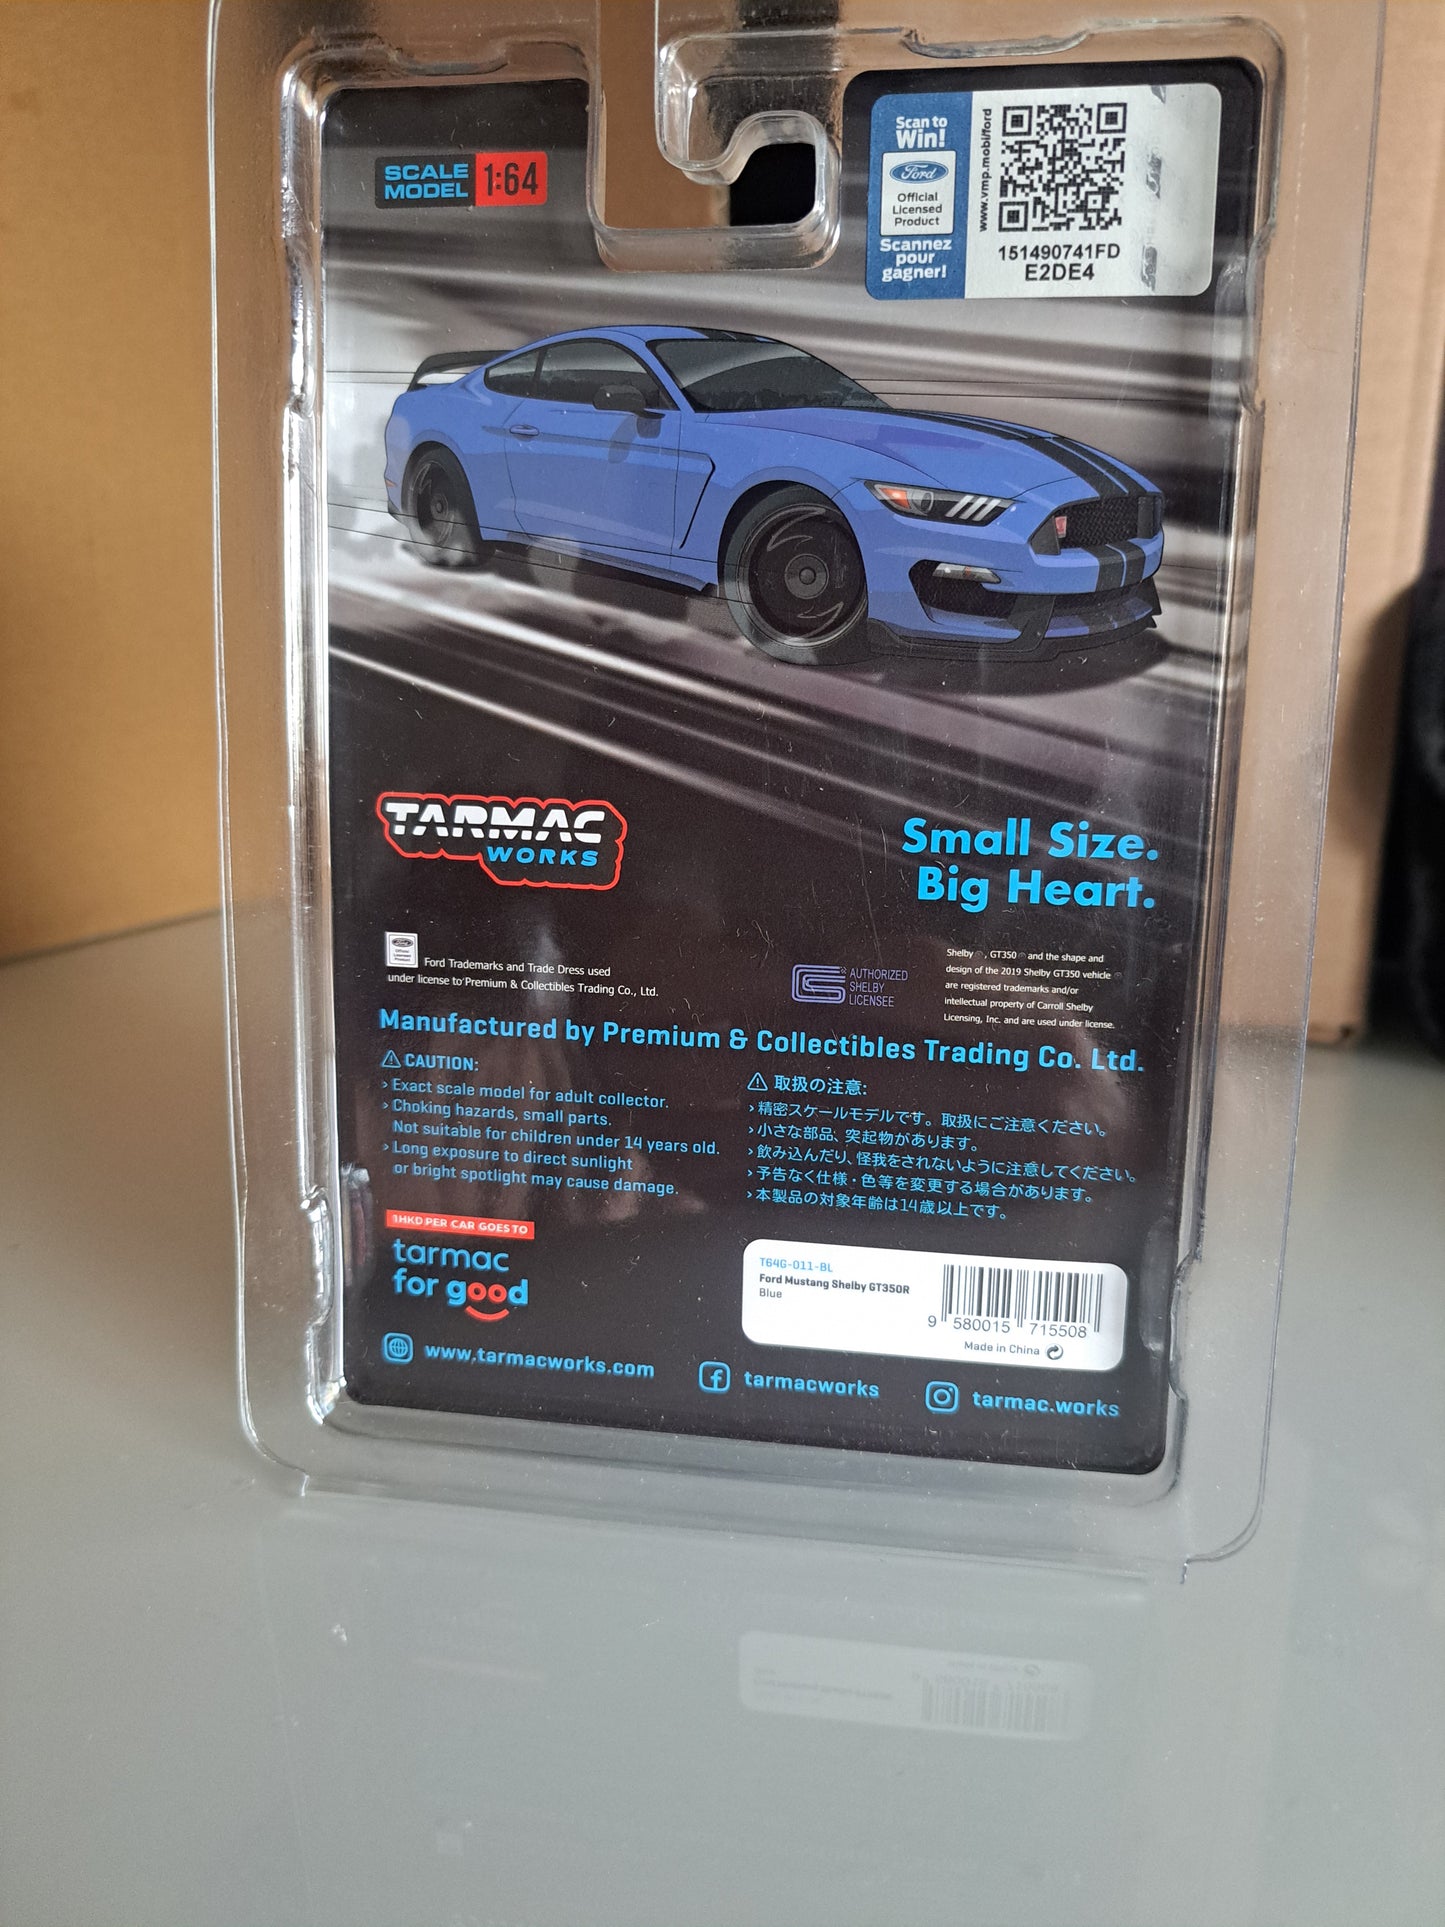 SCALE
MODEL 1:64
Scan to
Win!
Ford
Official
Licensed
Product
Scannez
pour
gagner!
www.vmp.mobi/ford
151490741FD
E2DE4
TARMAC
WORKS
Small Size.
Big Heart.
Ford Trademarks and Trade Dress used
under license to Premium & Collectibles Trading Co., Ltd.
AUTHORIZED
SHELBY
LICENSEE
Shelby®, GT350® and the shape and
design of the 2019 Shelby GT350 vehicle
are registered trademarks and/or
intellectual property of Carroll Shelby
Licensing, Inc. and are used under license.
Manufactured by Premium & Collectibles Trading Co. Ltd.
⚠ CAUTION:
› Exact scale model for adult collector.
› Choking hazards, small parts.
Not suitable for children under 14 years old.
› Long exposure to direct sunlight
or bright spotlight may cause damage.
⚠ 取扱の注意:
› 精密スケールモデルです。取扱にご注意ください。
› 小さな部品、突起物があります。
› 飲み込んだり、怪我をされないように注意してください。
› 予告なく仕様・色等を変更する場合があります。
› 本製品の対象年齢は14歳以上です。
1HKD PER CAR GOES TO
tarmac
for good
T64G-011-BL
Ford Mustang Shelby GT350R
Blue
9 580015 715508
Made in China
www.tarmacworks.com
tarmacworks
tarmac.works